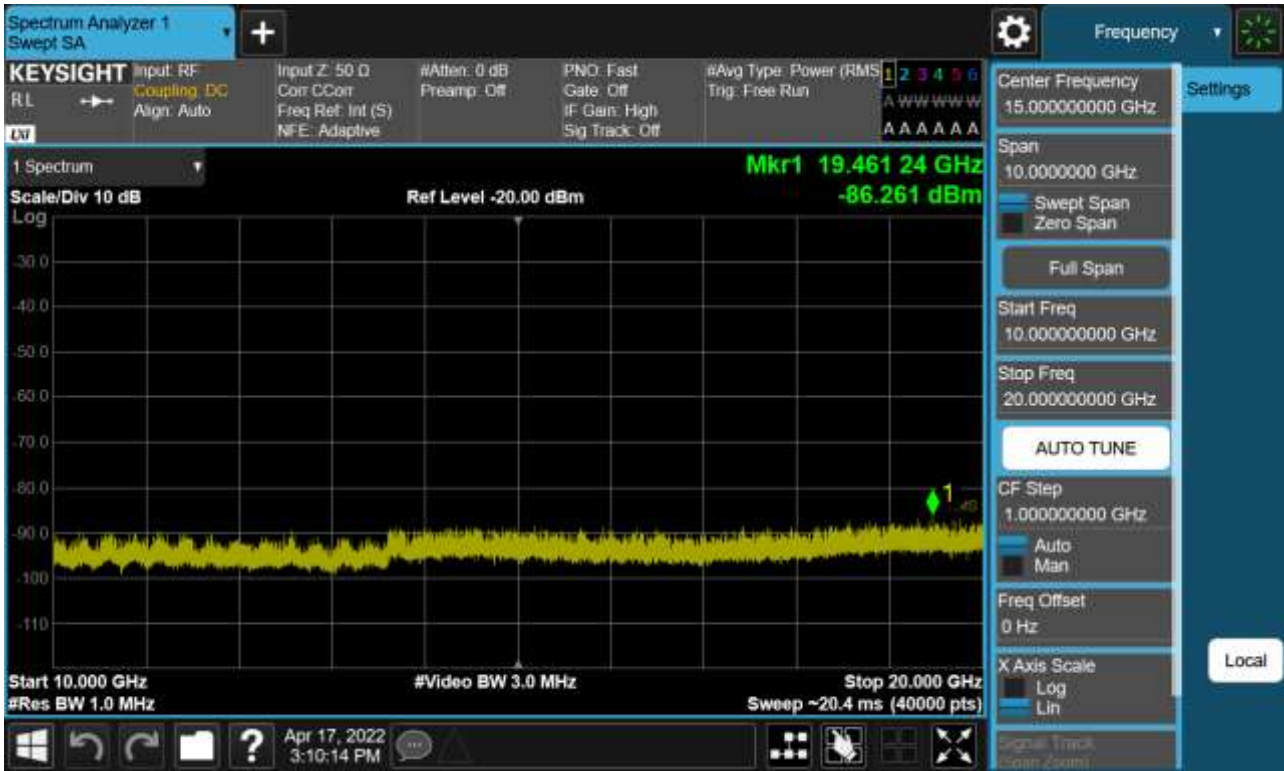 Spectrum Analyzer 1
Swept SA
Frequency
KEYSIGHT
RL
Input: RF
Coupling: DC
Align: Auto
Input Z: 50 Ω
Corr CCorr
Freq Ref: Int (S)
NFE: Adaptive
#Atten: 0 dB
Preamp: Off
PNO: Fast
Gate: Off
IF Gain: High
Sig Track: Off
#Avg Type: Power (RMS
Trig: Free Run
1 2 3 4 5 6
A W W W W W
A A A A A A
1 Spectrum
Scale/Div 10 dB
Log
Ref Level -20.00 dBm
Mkr1 19.461 24 GHz
-86.261 dBm
-30.0
-40.0
-50.0
-60.0
-70.0
-80.0
-90.0
-100
-110
1
Start 10.000 GHz
#Res BW 1.0 MHz
#Video BW 3.0 MHz
Stop 20.000 GHz
Sweep ~20.4 ms (40000 pts)
Center Frequency
15.000000000 GHz
Span
10.0000000 GHz
Swept Span
Zero Span
Full Span
Start Freq
10.000000000 GHz
Stop Freq
20.000000000 GHz
AUTO TUNE
CF Step
1.000000000 GHz
Auto
Man
Freq Offset
0 Hz
X Axis Scale
Log
Lin
Signal Track
(Span Zoom)
Settings
Local
?
Apr 17, 2022
3:10:14 PM